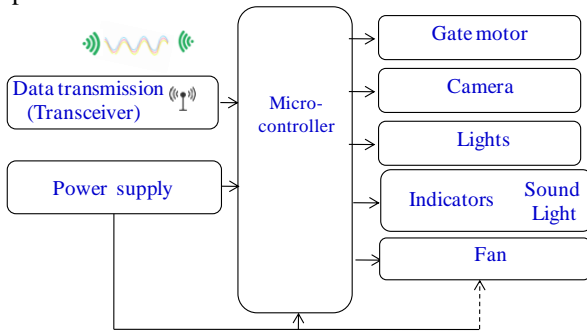 Gate motor
Data transmission
(Transceiver)
Micro-
controller
Camera
Lights
Power supply
Indicators Sound
Light
Fan